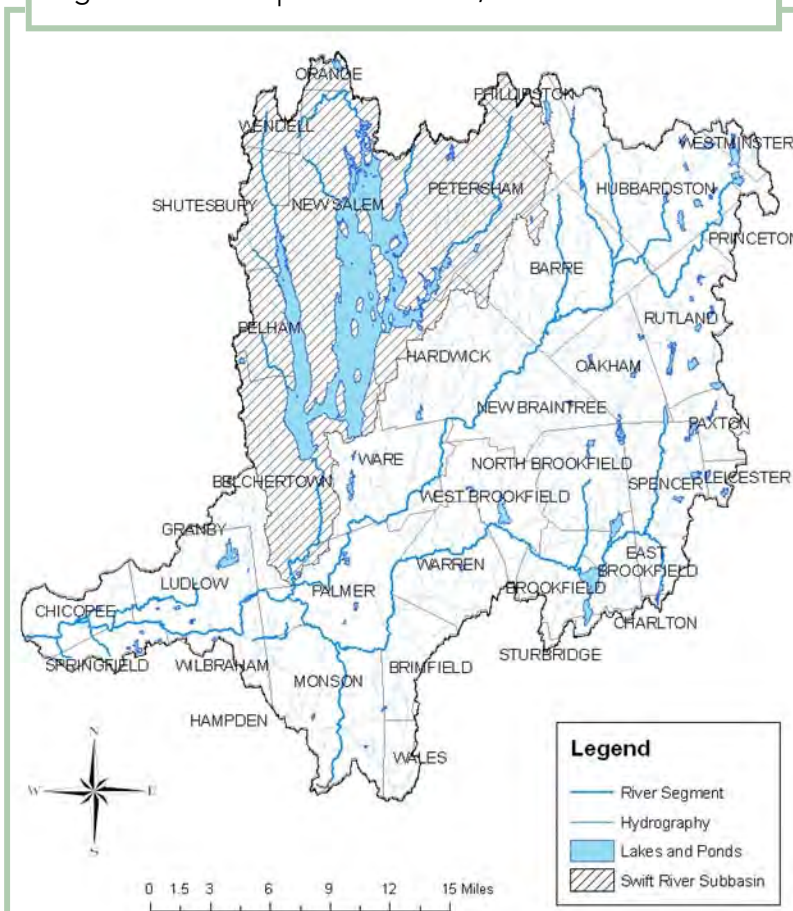 ORANGE
PHILLIPSTON
WENDELL
WESTMINSTER
SHUTESBURY
NEW SALEM
PETERSHAM
HUBBARDSTON
PRINCETON
BARRE
RUTLAND
PELHAM
HARDWICK
OAKHAM
NEW BRAINTREE
PAXTON
WARE
NORTH BROOKFIELD
BELCHERTOWN
SPENCER
LEICESTER
WEST BROOKFIELD
GRANBY
EAST
BROOKFIELD
LUDLOW
WARREN
PALMER
BROOKFIELD
CHICOPEE
CHARLTON
STURBRIDGE
SPRINGFIELD
WILBRAHAM
BRIMFIELD
MONSON
HAMPDEN
WALES
N
W
E
S
Legend
River Segment
Hydrography
Lakes and Ponds
Swift River Subbasin
0 1.5 3 6 9 12 15 Miles